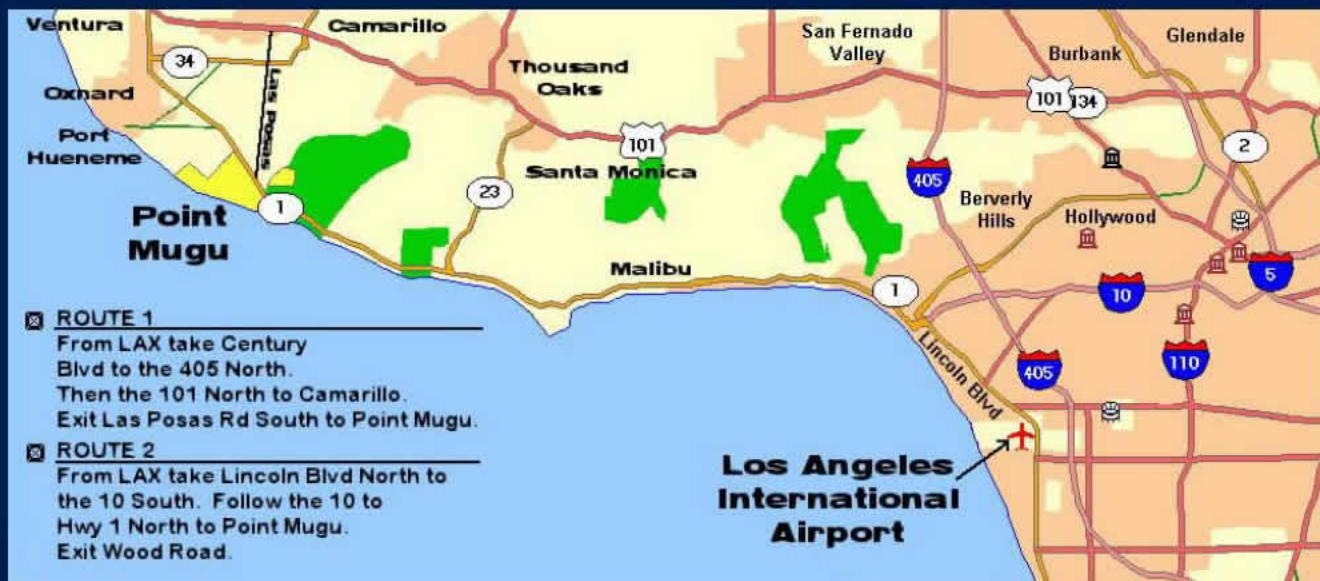 Ventura
Camarillo
San Fernado
Valley
Burbank
Glendale
34
Las Posas
Thousand
Oaks
101
134
Oxnard
Port
Hueneme
101
2
Santa Monica
405
23
Berverly
Hills
Hollywood
1
Point
Mugu
Malibu
1
10
5
ROUTE 1
From LAX take Century
Blvd to the 405 North.
Then the 101 North to Camarillo.
Exit Las Posas Rd South to Point Mugu.
Lincoln Blvd
405
110
ROUTE 2
From LAX take Lincoln Blvd North to
the 10 South. Follow the 10 to
Hwy 1 North to Point Mugu.
Exit Wood Road.
Los Angeles
International
Airport